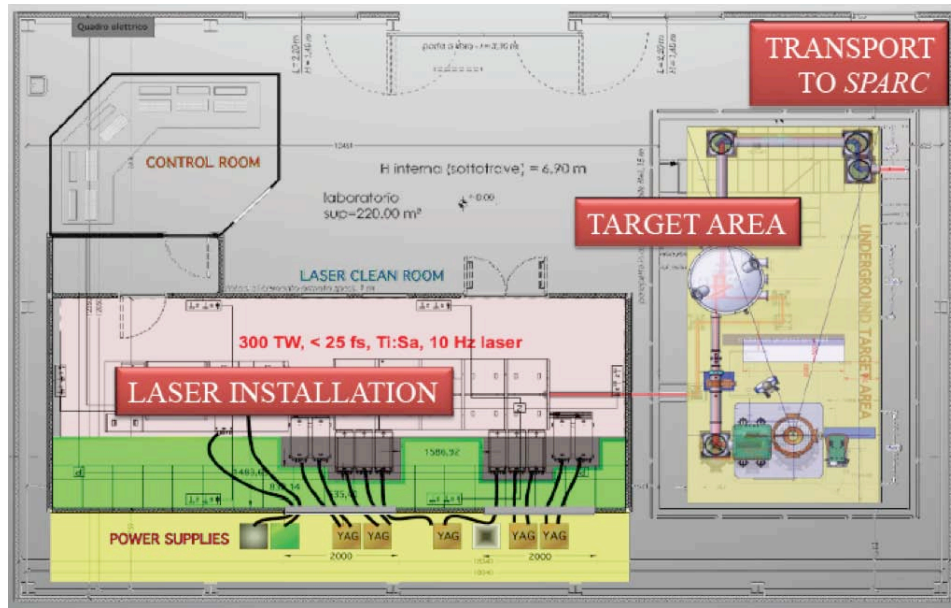 Quadro elettrico
TRANSPORT
TO SPARC
CONTROL ROOM
H interna (sottotrave) = 6.90 m
laboratorio
sup=220.00 m²
TARGET AREA
UNDERGROUND TARGET AREA
LASER CLEAN ROOM
300 TW, < 25 fs, Ti:Sa, 10 Hz laser
LASER INSTALLATION
1586,92
POWER SUPPLIES
YAG YAG YAG YAG YAG
2000 2000